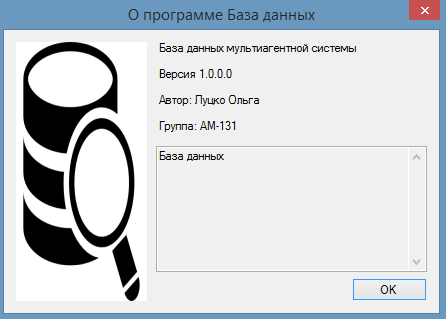 О программе База данных
База данных мультиагентной системы
Версия 1.0.0.0
Автор: Луцко Ольга
Группа: АМ-131
База данных
OK